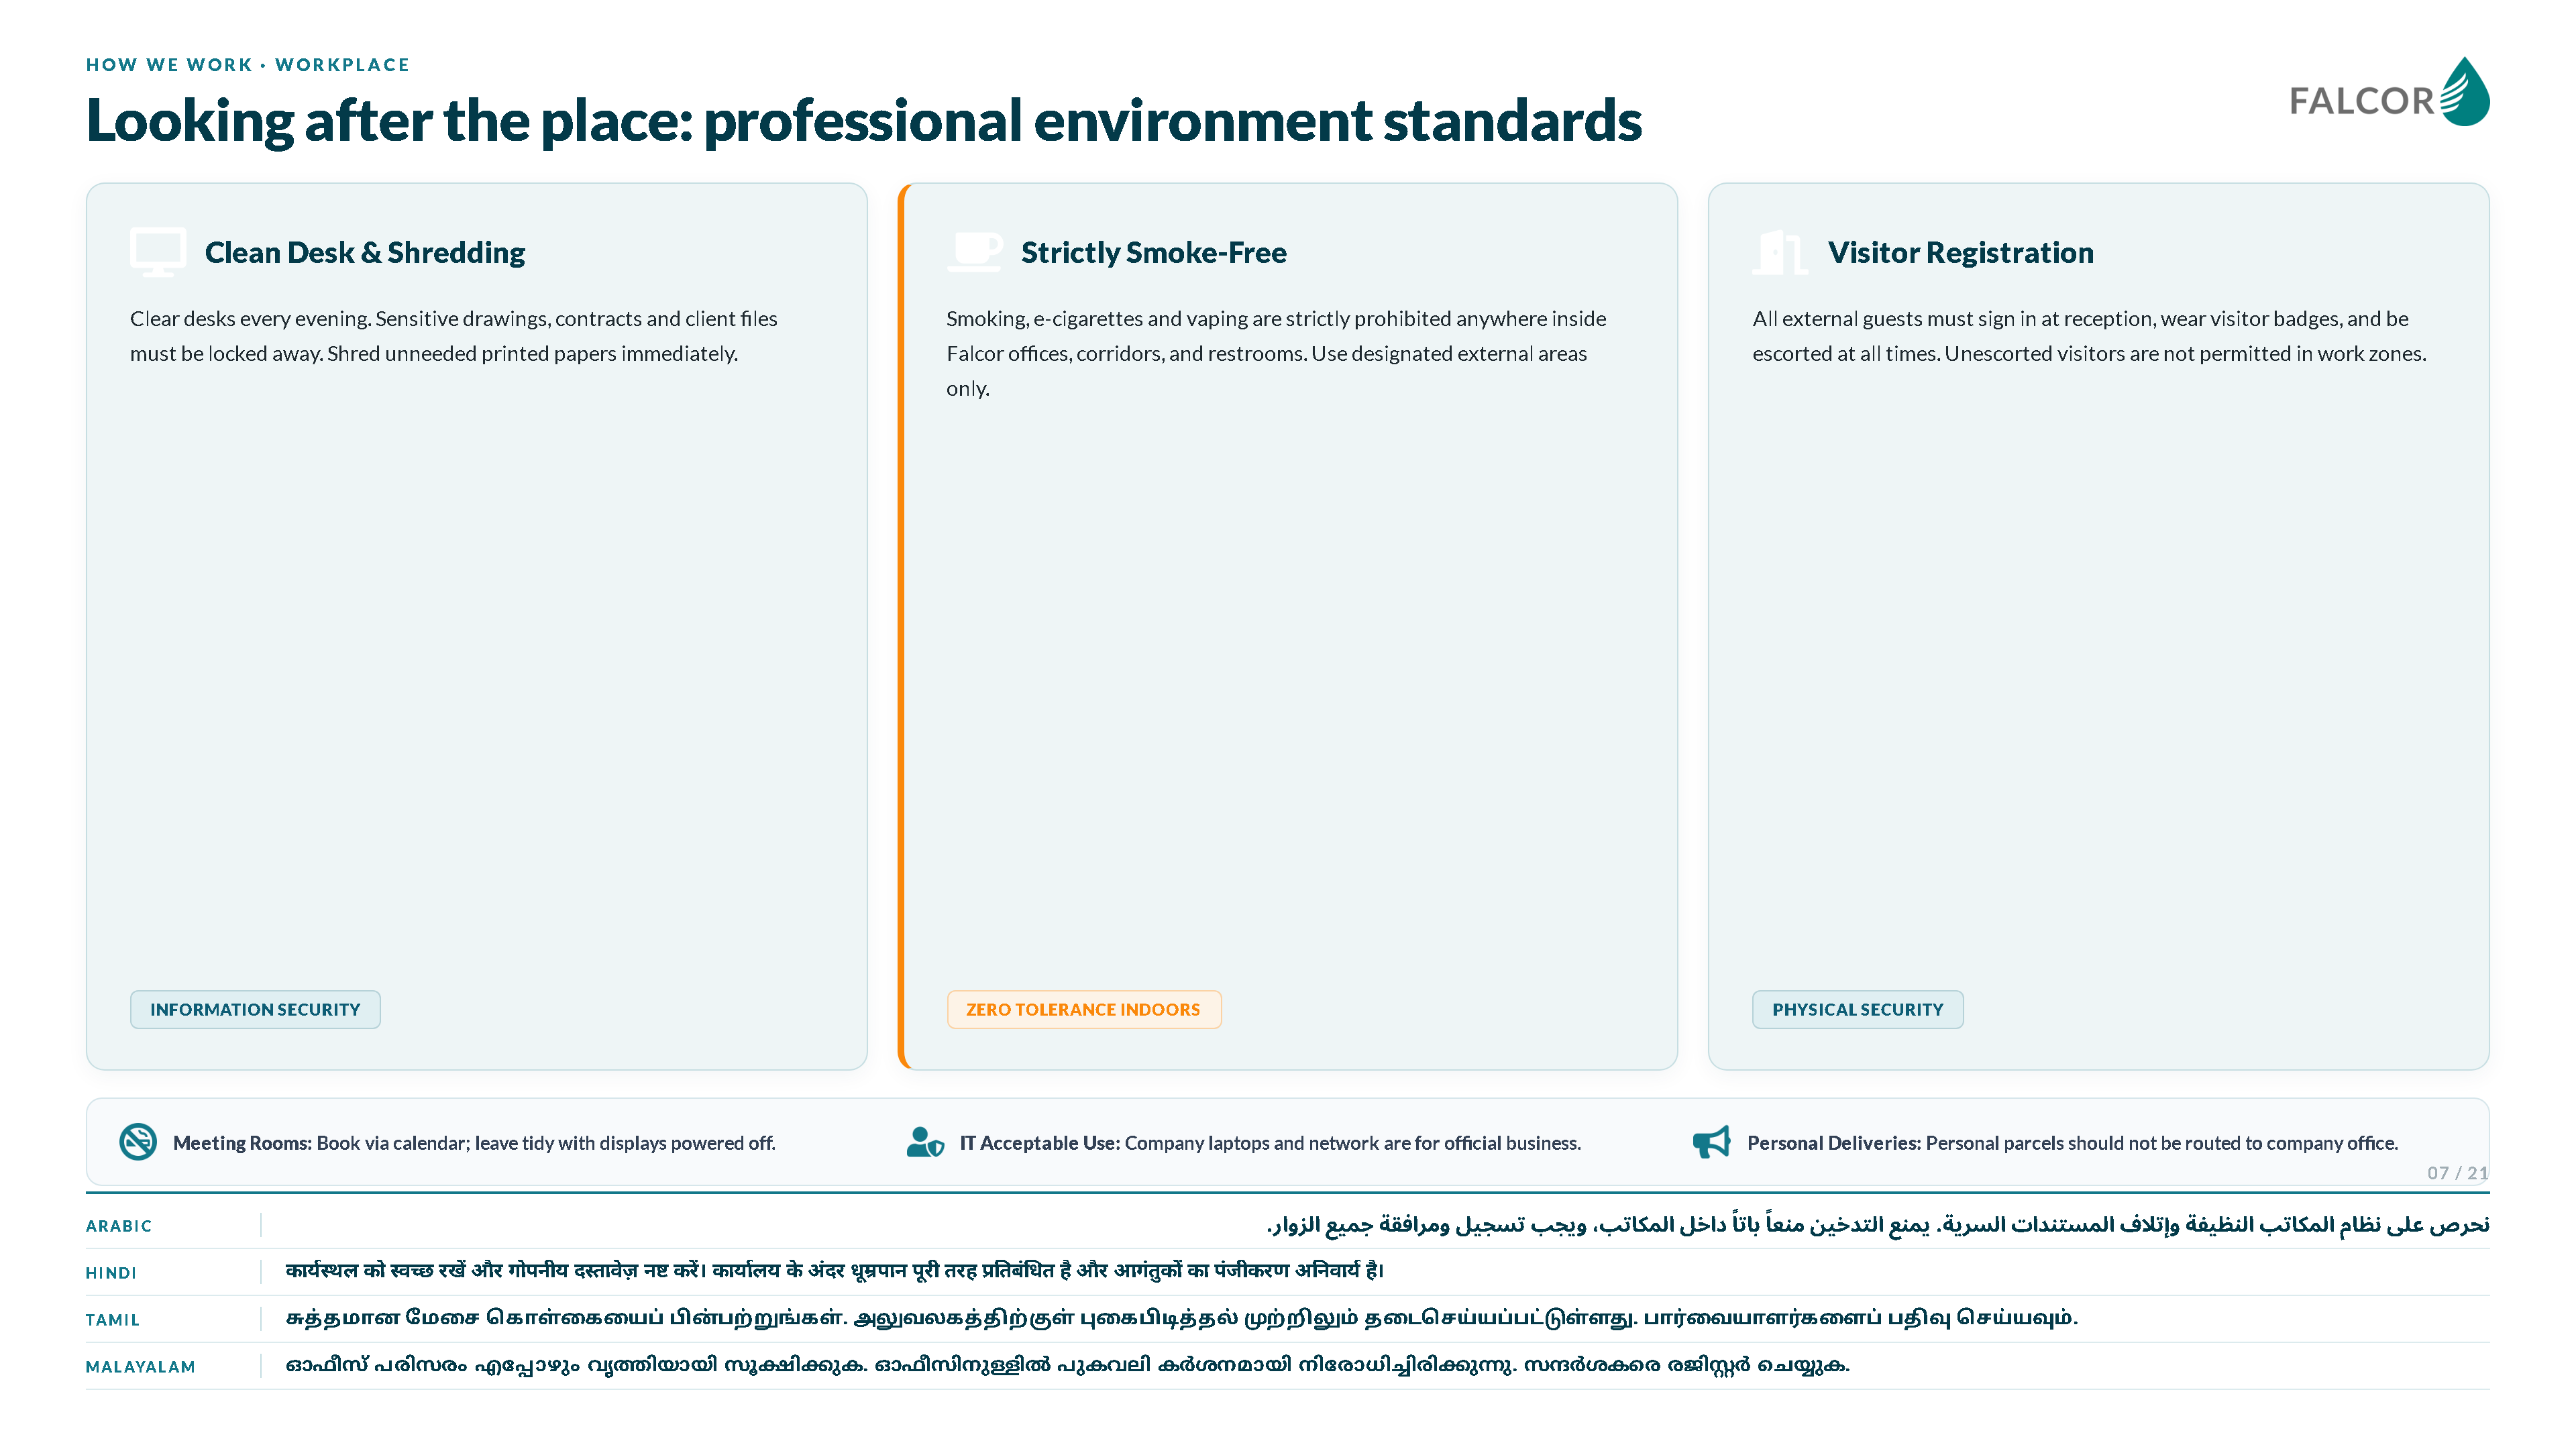 HOW WE WORK · WORKPLACE
Looking after the place: professional environment standards
FALCOR
Clean Desk & Shredding
Clear desks every evening. Sensitive drawings, contracts and client files
must be locked away. Shred unneeded printed papers immediately.
INFORMATION SECURITY
Strictly Smoke-Free
Smoking, e-cigarettes and vaping are strictly prohibited anywhere inside
Falcor offices, corridors, and restrooms. Use designated external areas
only.
ZERO TOLERANCE INDOORS
Visitor Registration
All external guests must sign in at reception, wear visitor badges, and be
escorted at all times. Unescorted visitors are not permitted in work zones.
PHYSICAL SECURITY
Meeting Rooms: Book via calendar; leave tidy with displays powered off.
IT Acceptable Use: Company laptops and network are for official business.
Personal Deliveries: Personal parcels should not be routed to company office.
07 / 21
ARABIC
نحرص على نظام المكاتب النظيفة وإتلاف المستندات السرية. يمنع التدخين منعاً باتاً داخل المكاتب، ويجب تسجيل ومرافقة جميع الزوار.
HINDI
कार्यस्थल को स्वच्छ रखें और गोपनीय दस्तावेज़ नष्ट करें। कार्यालय के अंदर धूम्रपान पूरी तरह प्रतिबंधित है और आगंतुकों का पंजीकरण अनिवार्य है।
TAMIL
சுத்தமான மேசை கொள்கையைப் பின்பற்றுங்கள். அலுவலகத்திற்குள் புகைபிடித்தல் முற்றிலும் தடைசெய்யப்பட்டுள்ளது. பார்வையாளர்களைப் பதிவு செய்யவும்.
MALAYALAM
ഓഫീസ് പരിസരം എപ്പോഴും വൃത്തിയായി സൂക്ഷിക്കുക. ഓഫീസിനുള്ളിൽ പുകവലി കർശനമായി നിരോധിച്ചിരിക്കുന്നു. സന്ദർശകരെ രജിസ്റ്റർ ചെയ്യുക.